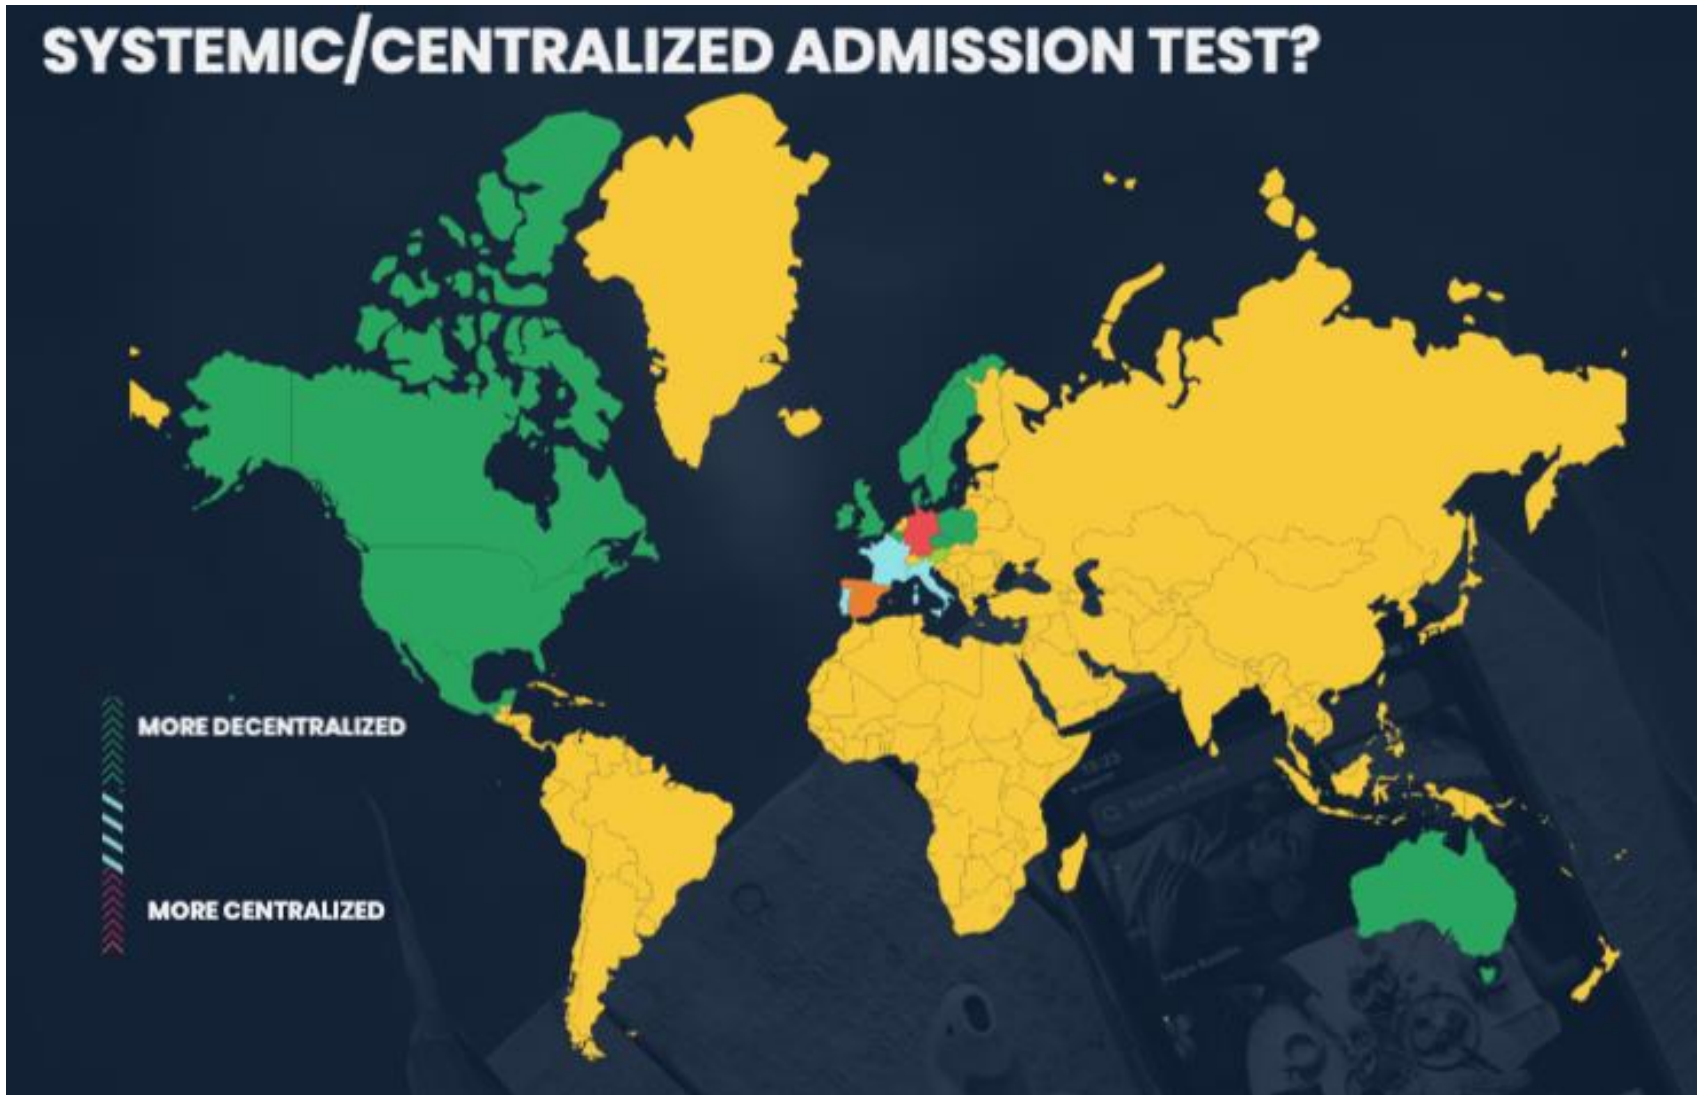 SYSTEMIC/CENTRALIZED ADMISSION TEST?
MORE DECENTRALIZED
MORE CENTRALIZED